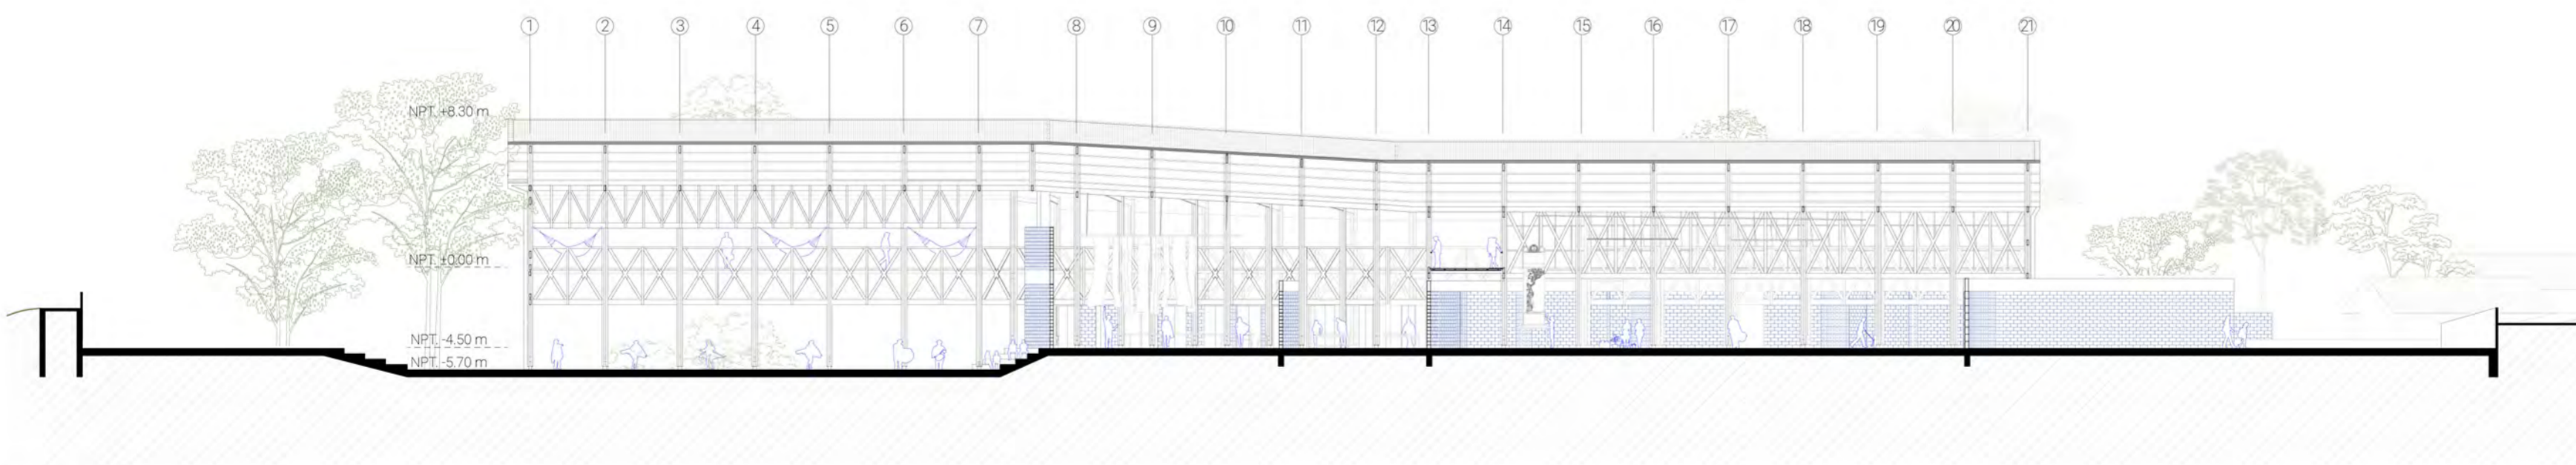 1 2 3 4 5 6 7 8 9 10 11 12 13 14 15 16 17 18 19 20 21
NPT. +8.30 m
NPT. ±0.00 m
NPT. -4.50 m
NPT. -5.70 m